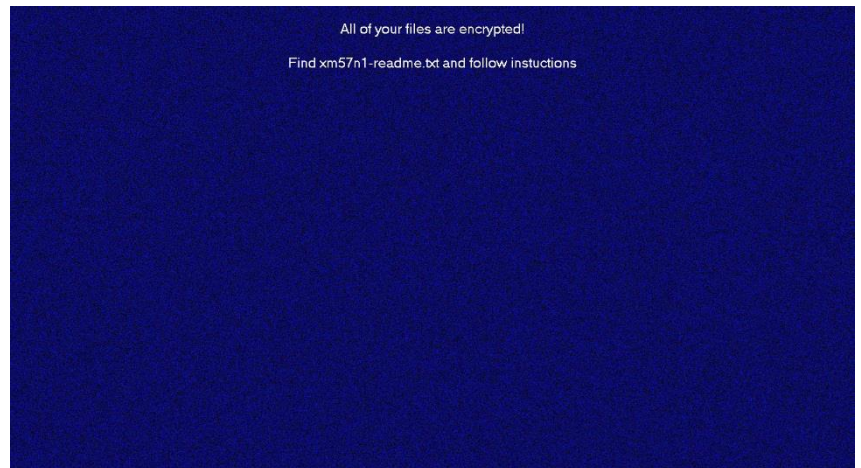 All of your files are encrypted!
Find xm57n1-readme.txt and follow instuctions